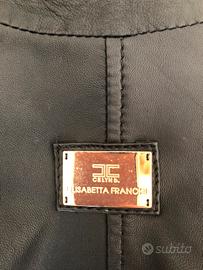 CELYN b.
ELISABETTA FRANCHI
subito